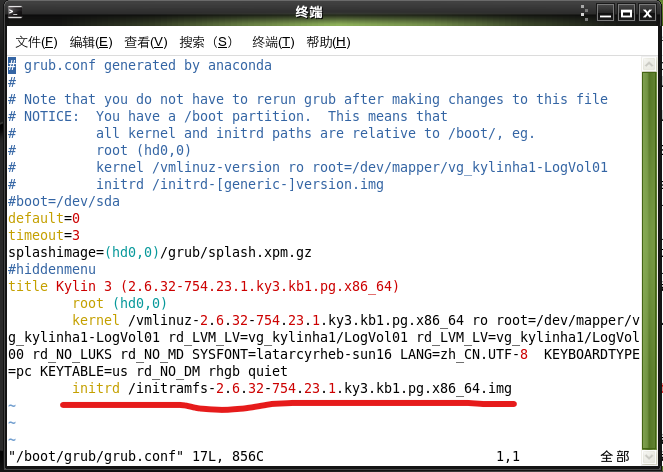 终端
文件(F) 编辑(E) 查看(V) 搜索 (S) 终端(T) 帮助(H)
# grub.conf generated by anaconda
#
# Note that you do not have to rerun grub after making changes to this file
# NOTICE:  You have a /boot partition.  This means that
#          all kernel and initrd paths are relative to /boot/, eg.
#          root (hd0,0)
#          kernel /vmlinuz-version ro root=/dev/mapper/vg_kylinha1-LogVol01
#          initrd /initrd-[generic-]version.img
#boot=/dev/sda
default=0
timeout=3
splashimage=(hd0,0)/grub/splash.xpm.gz
#hiddenmenu
title Kylin 3 (2.6.32-754.23.1.ky3.kb1.pg.x86_64)
        root (hd0,0)
        kernel /vmlinuz-2.6.32-754.23.1.ky3.kb1.pg.x86_64 ro root=/dev/mapper/v
g_kylinha1-LogVol01 rd_LVM_LV=vg_kylinha1/LogVol01 rd_LVM_LV=vg_kylinha1/LogVol
00 rd_NO_LUKS rd_NO_MD SYSFONT=latarcyrheb-sun16 LANG=zh_CN.UTF-8  KEYBOARDTYPE
=pc KEYTABLE=us rd_NO_DM rhgb quiet
        initrd /initramfs-2.6.32-754.23.1.ky3.kb1.pg.x86_64.img
~
~
~
"/boot/grub/grub.conf" 17L, 856C 1,1 全部